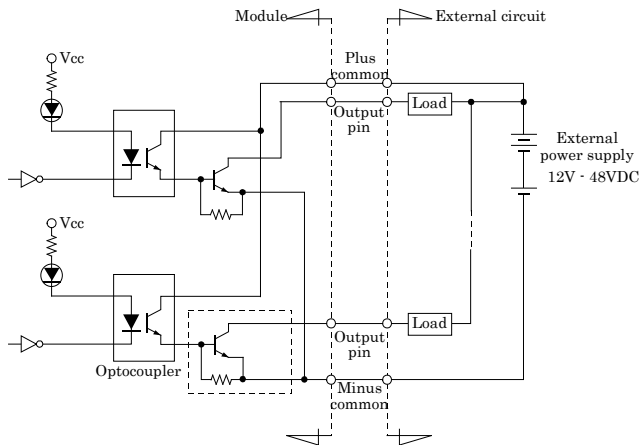 Module
External circuit
Vcc
Plus
common
Load
Output
pin
External
power supply
12V - 48VDC
Vcc
Load
Output
pin
Optocoupler
Minus
common